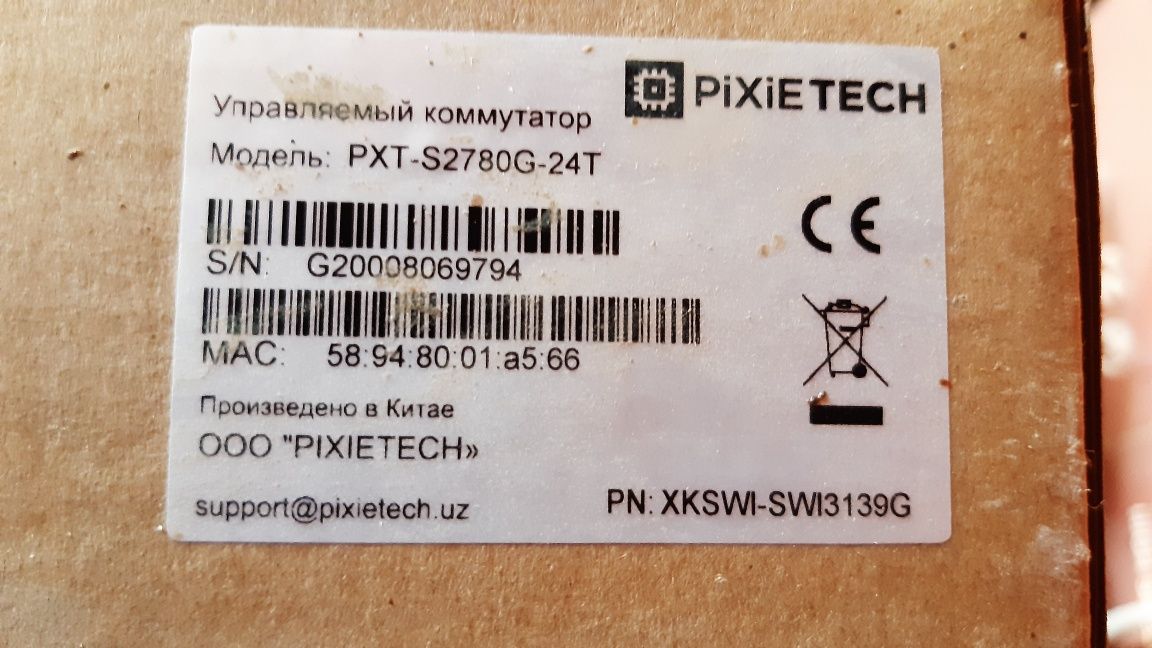 PiXiETECH
Управляемый коммутатор
Модель: PXT-S2780G-24T
S/N: G20008069794
MAC: 58:94:80:01:a5:66
Произведено в Китае
ООО "PIXIETECH»
support@pixietech.uz
PN: XKSWI-SWI3139G
CE